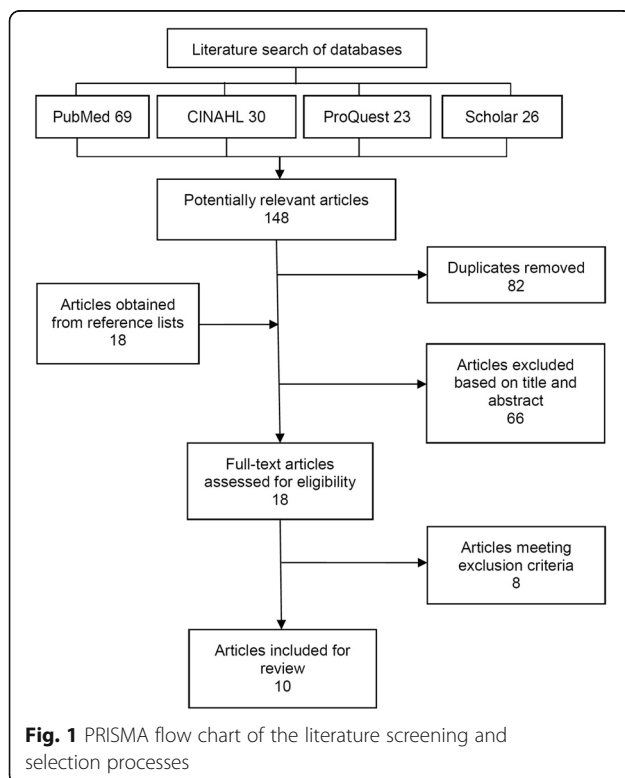 Literature search of databases
PubMed 69
CINAHL 30
ProQuest 23
Scholar 26
Potentially relevant articles
148
Duplicates removed
82
Articles obtained
from reference lists
18
Articles excluded
based on title and
abstract
66
Full-text articles
assessed for eligibility
18
Articles meeting
exclusion criteria
8
Articles included for
review
10
Fig. 1 PRISMA flow chart of the literature screening and
selection processes